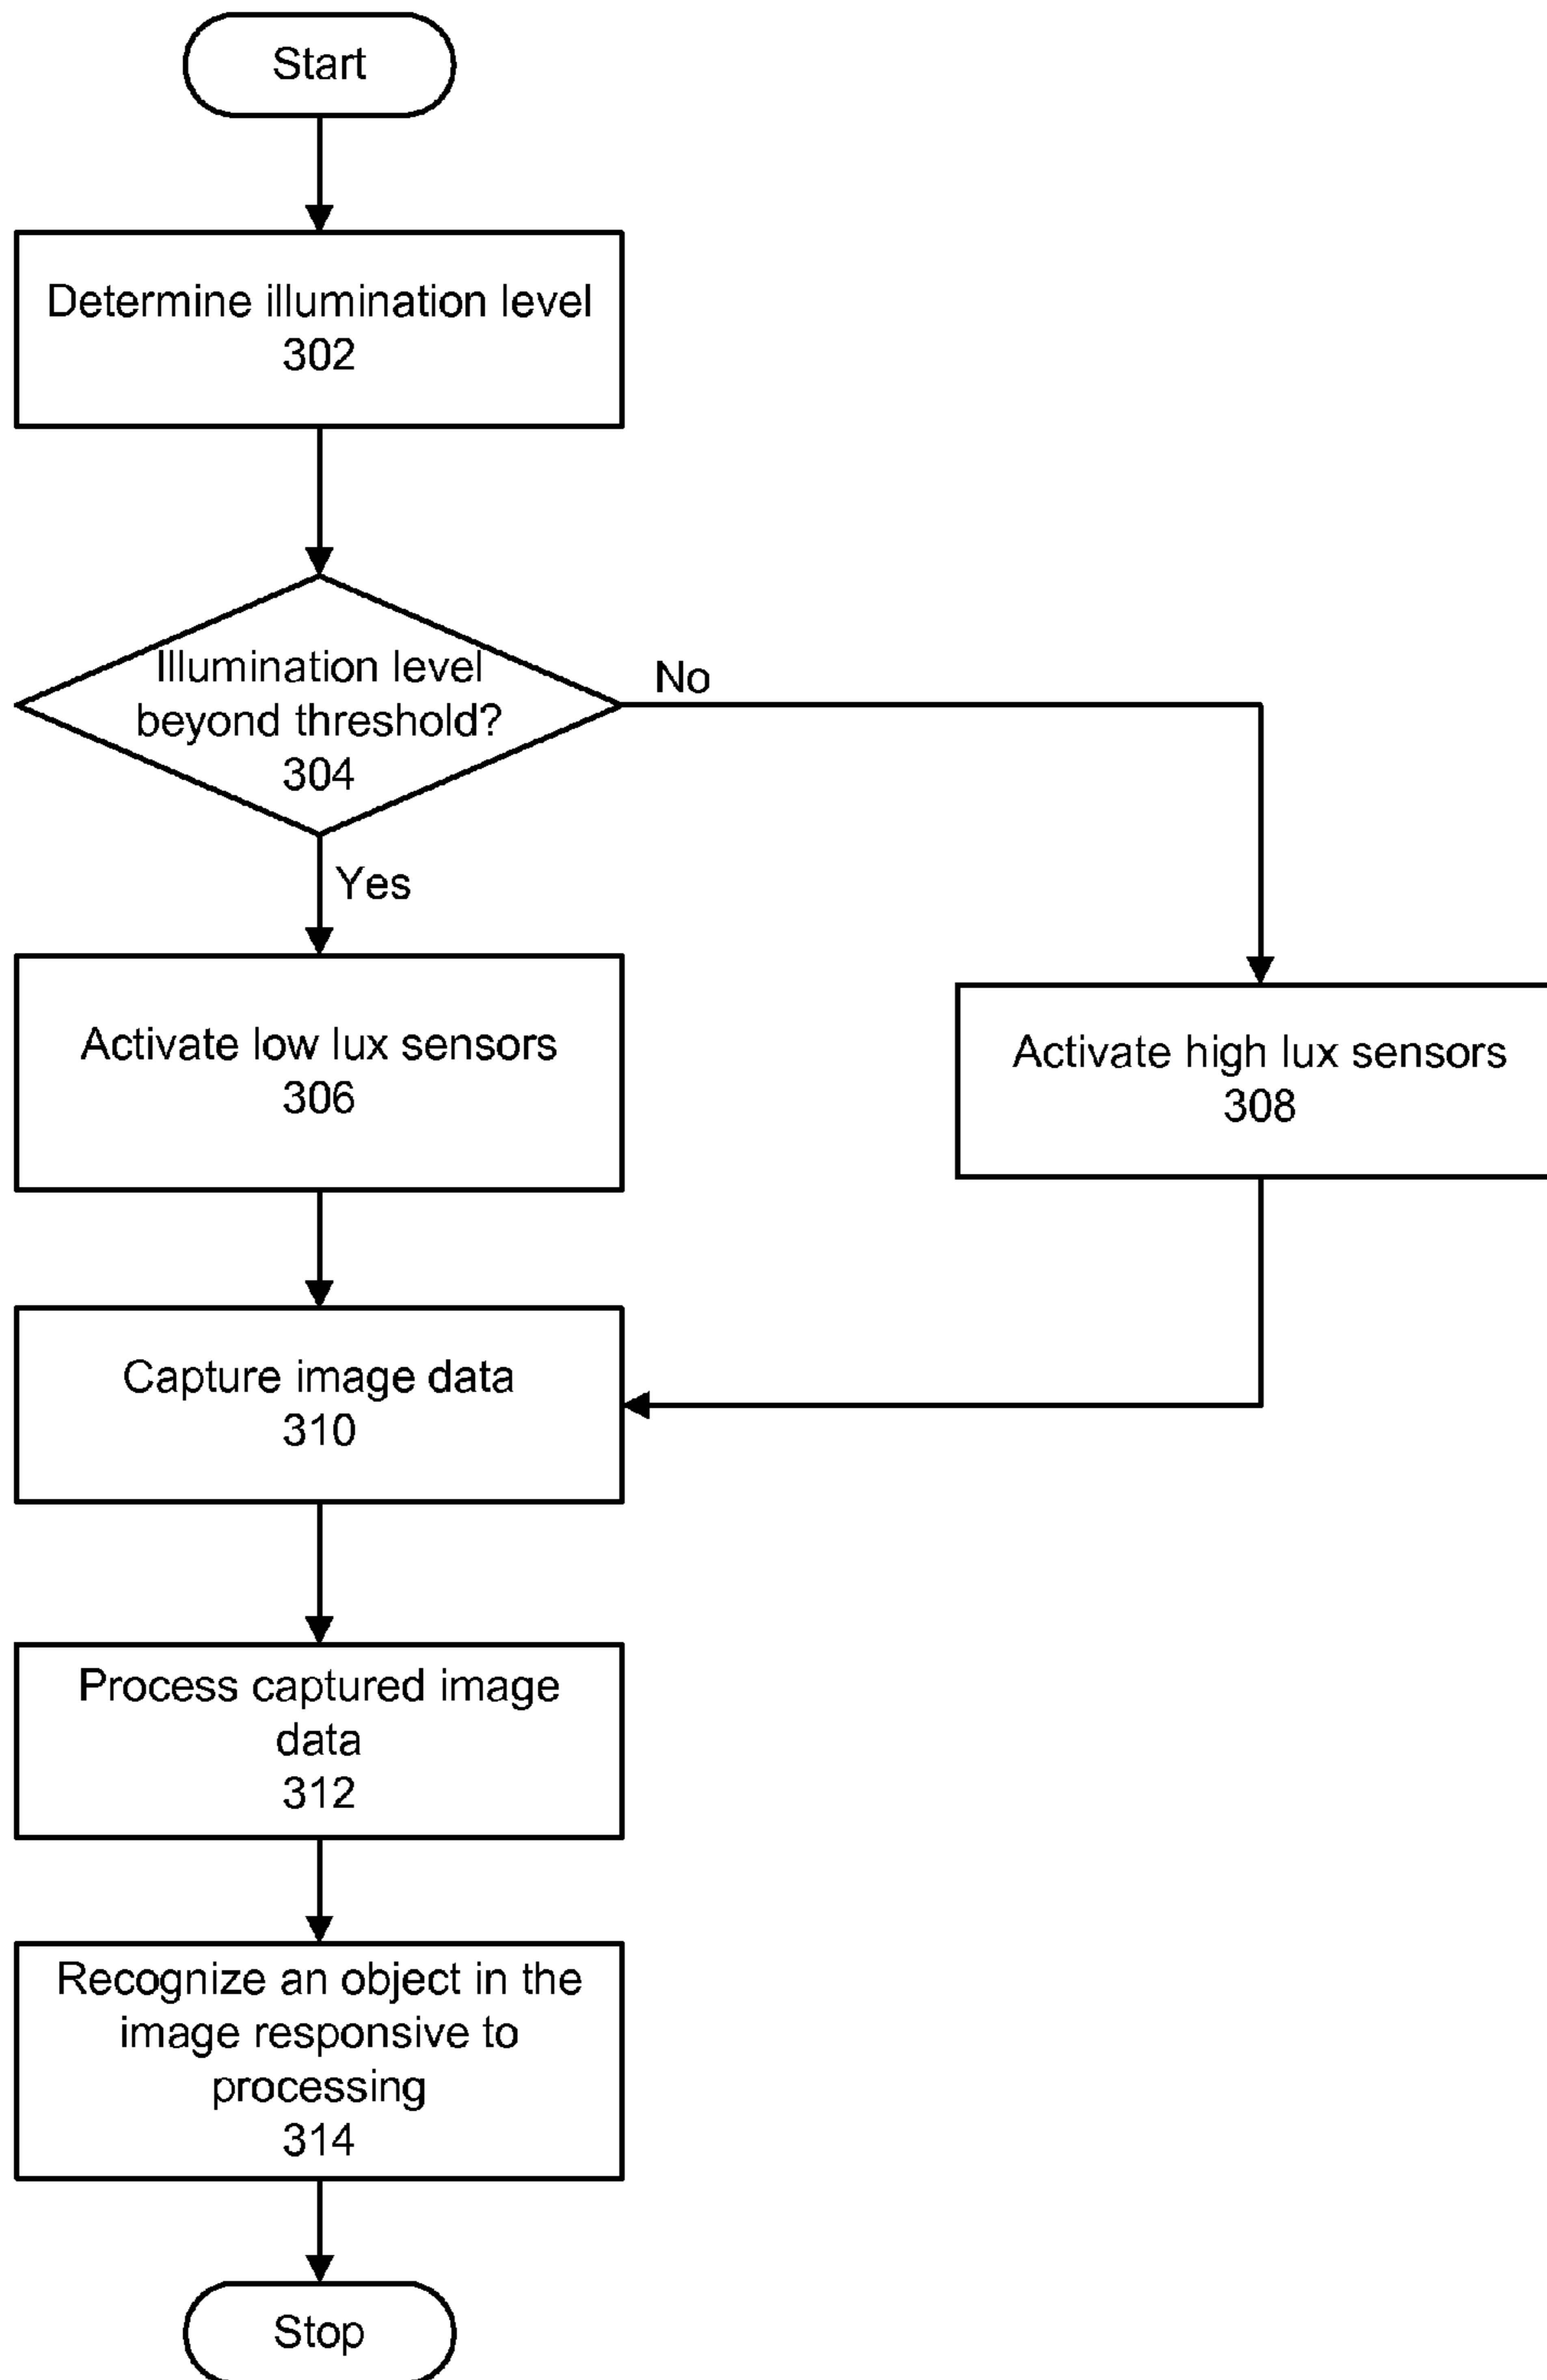 Start
Determine illumination level
302
Illumination level
beyond threshold?
304
No
Yes
Activate low lux sensors
306
Activate high lux sensors
308
Capture image data
310
Process captured image
data
312
Recognize an object in the
image responsive to
processing
314
Stop